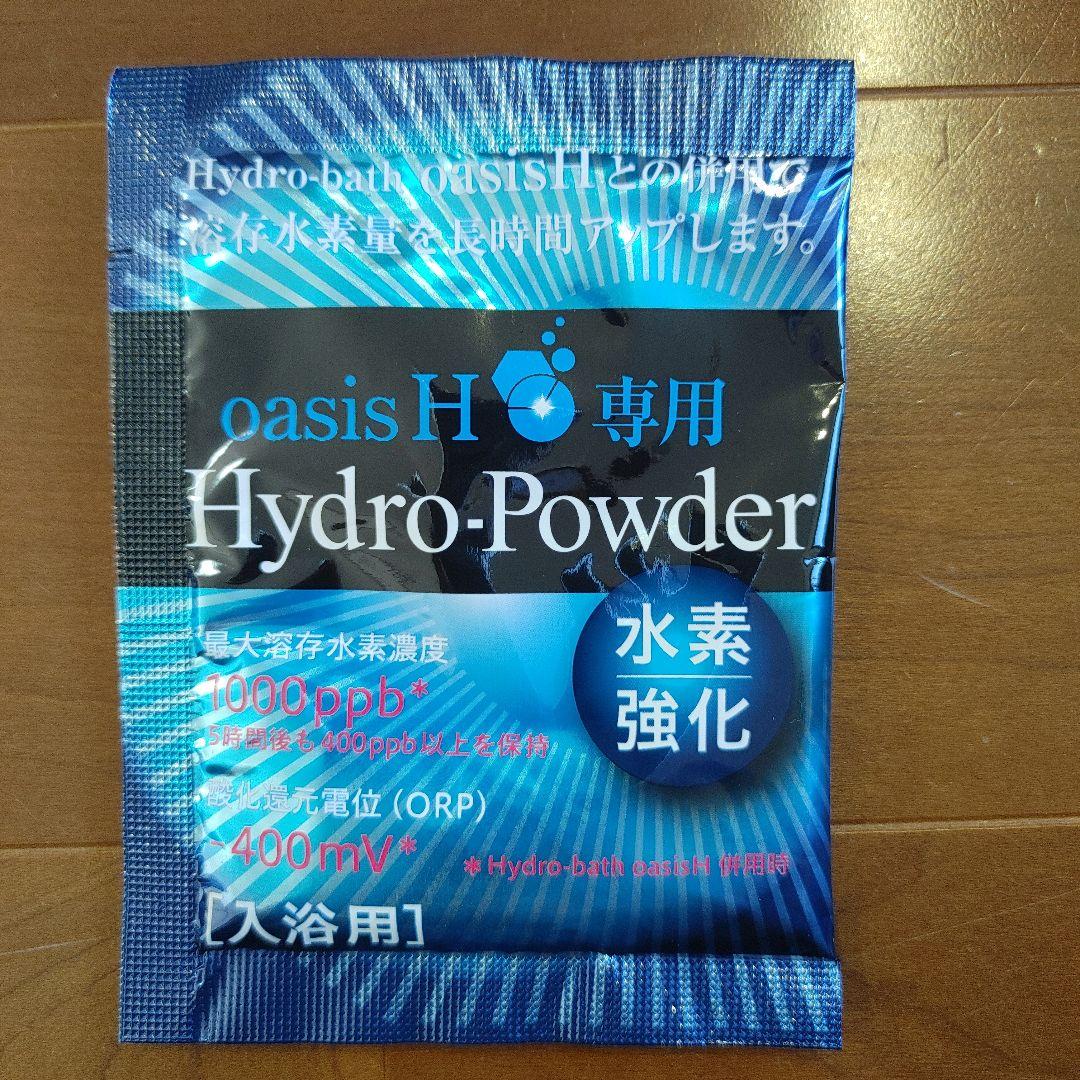 Hydro-bath oasisHとの併用で
溶存水素量を長時間アップします。
oasis H 専用
Hydro-Powder
水素
強化
最大溶存水素濃度
1000ppb*
5時間後も400ppb以上を保持
酸化還元電位(ORP)
-400mV*
*Hydro-bath oasisH 併用時
[入浴用]